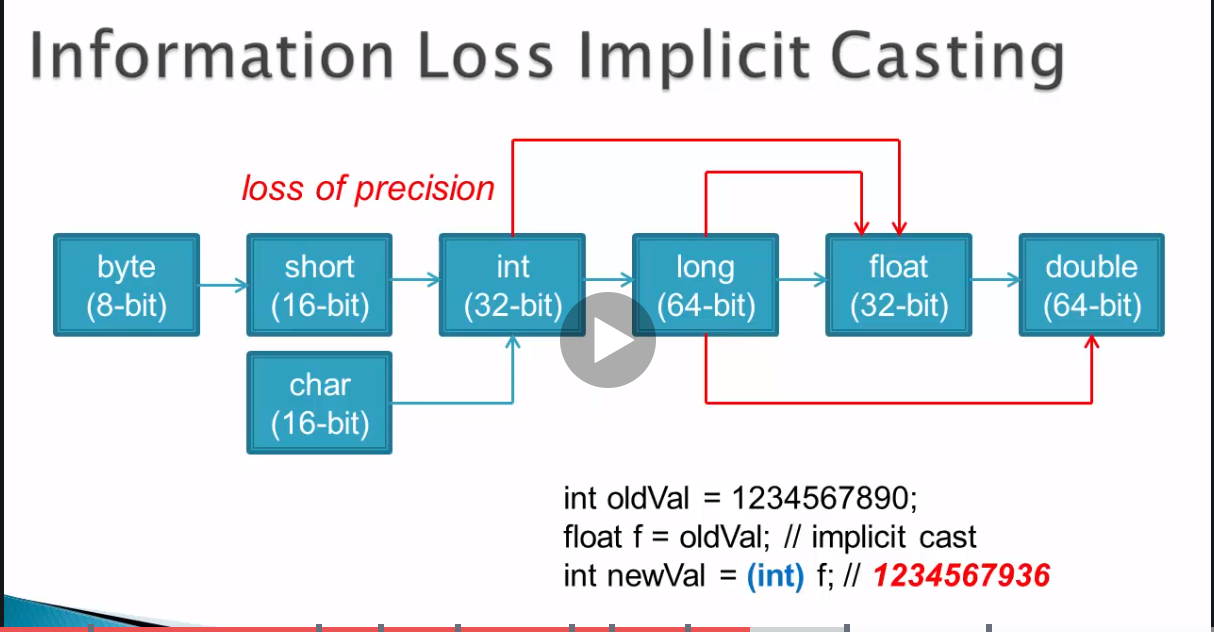 Information Loss Implicit Casting
loss of precision
byte
(8-bit)
short
(16-bit)
int
(32-bit)
long
(64-bit)
float
(32-bit)
double
(64-bit)
char
(16-bit)
int oldVal = 1234567890;
float f = oldVal; // implicit cast
int newVal = (int) f; // 1234567936